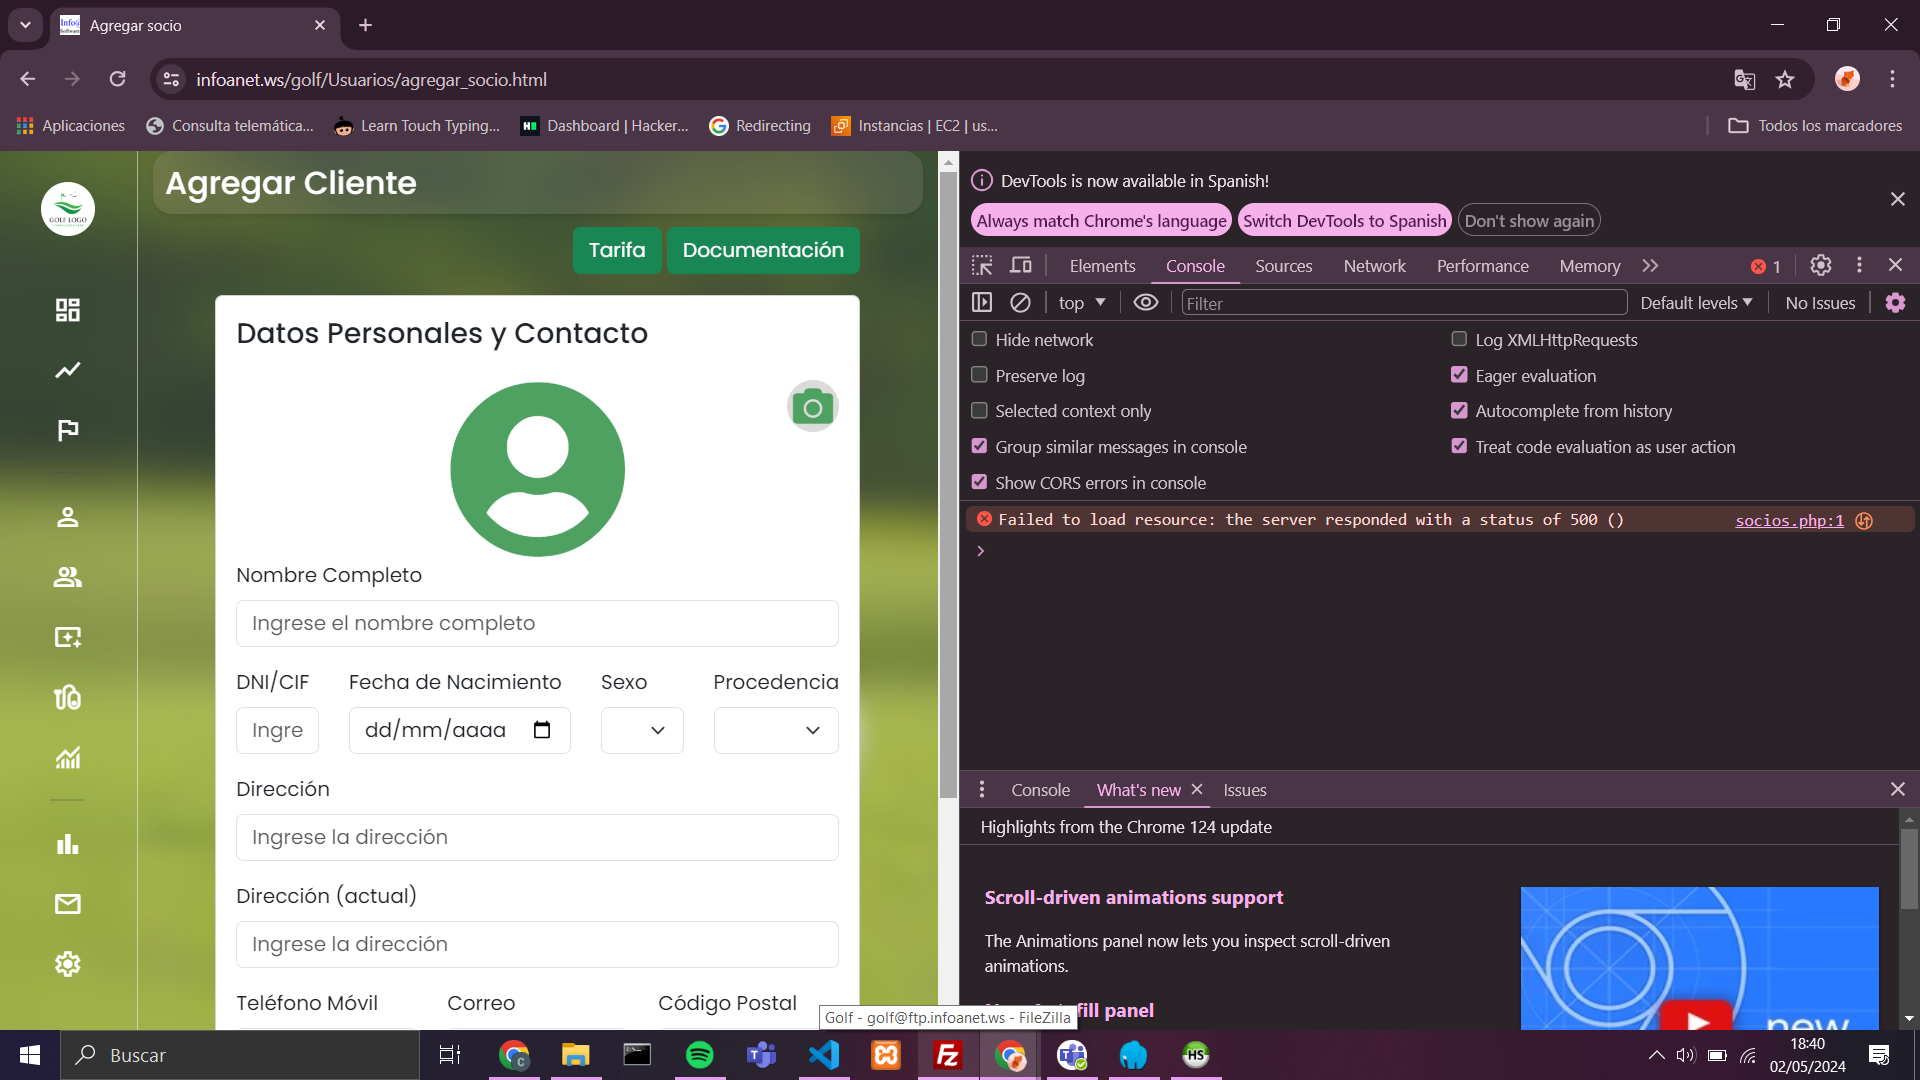 Info@
Software
Agregar socio
infoanet.ws/golf/Usuarios/agregar_socio.html
Aplicaciones
Consulta telemática...
Learn Touch Typing...
Dashboard | Hacker...
Redirecting
Instancias | EC2 | us...
Todos los marcadores
GOLF LOGO
Agregar Cliente
Tarifa
Documentación
Datos Personales y Contacto
Nombre Completo
Ingrese el nombre completo
DNI/CIF
Fecha de Nacimiento
Sexo
Procedencia
Ingre
dd/mm/aaaa
Dirección
Ingrese la dirección
Dirección (actual)
Ingrese la dirección
Teléfono Móvil
Correo
Código Postal
DevTools is now available in Spanish!
Always match Chrome's language
Switch DevTools to Spanish
Don't show again
Elements
Console
Sources
Network
Performance
Memory
1
top
Filter
Default levels
No Issues
Hide network
Log XMLHttpRequests
Preserve log
Eager evaluation
Selected context only
Autocomplete from history
Group similar messages in console
Treat code evaluation as user action
Show CORS errors in console
Failed to load resource: the server responded with a status of 500 ()
socios.php:1
Console
What's new
Issues
Highlights from the Chrome 124 update
Scroll-driven animations support
The Animations panel now lets you inspect scroll-driven
animations.
fill panel
new
Golf - golf@ftp.infoanet.ws - FileZilla
Buscar
18:40
02/05/2024